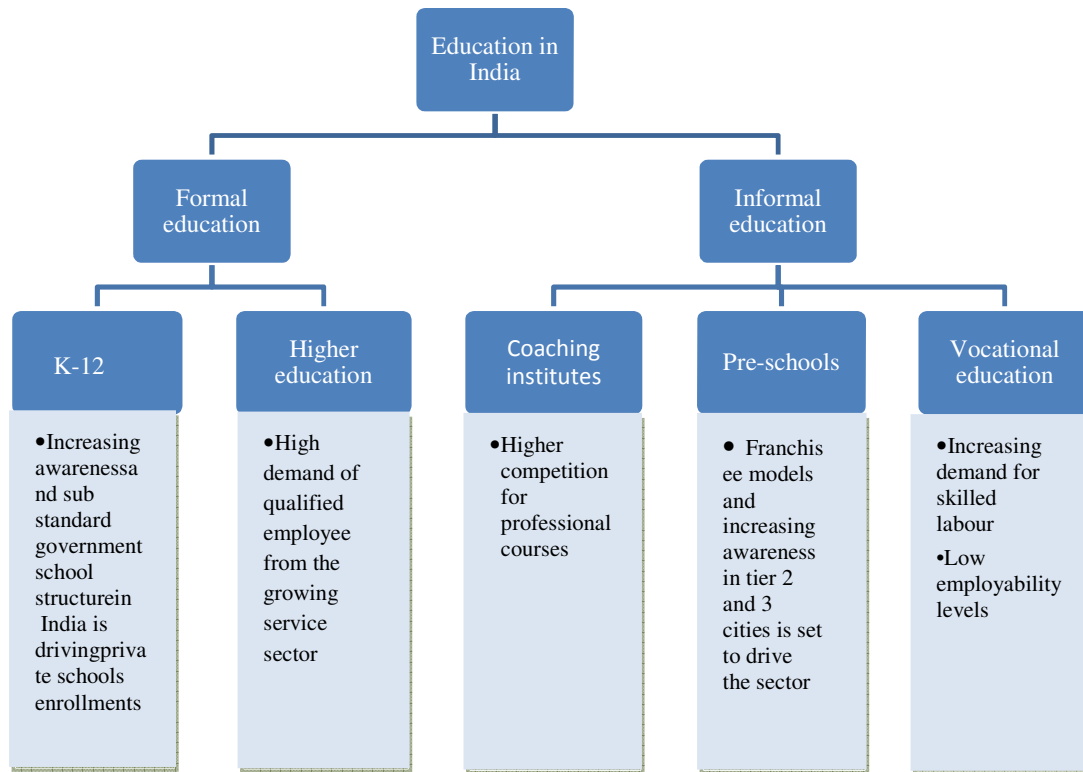 Education in
India
Formal
education
Informal
education
K-12
•Increasing
awarenessa
nd sub
standard
government
school
structurein
India is
drivingpriva
te schools
enrollments
Higher
education
•High
demand of
qualified
employee
from the
growing
service
sector
Coaching
institutes
•Higher
competition
for
professional
courses
Pre-schools
• Franchis
ee models
and
increasing
awareness
in tier 2
and 3
cities is set
to drive
the sector
Vocational
education
•Increasing
demand for
skilled
labour
•Low
employability
levels